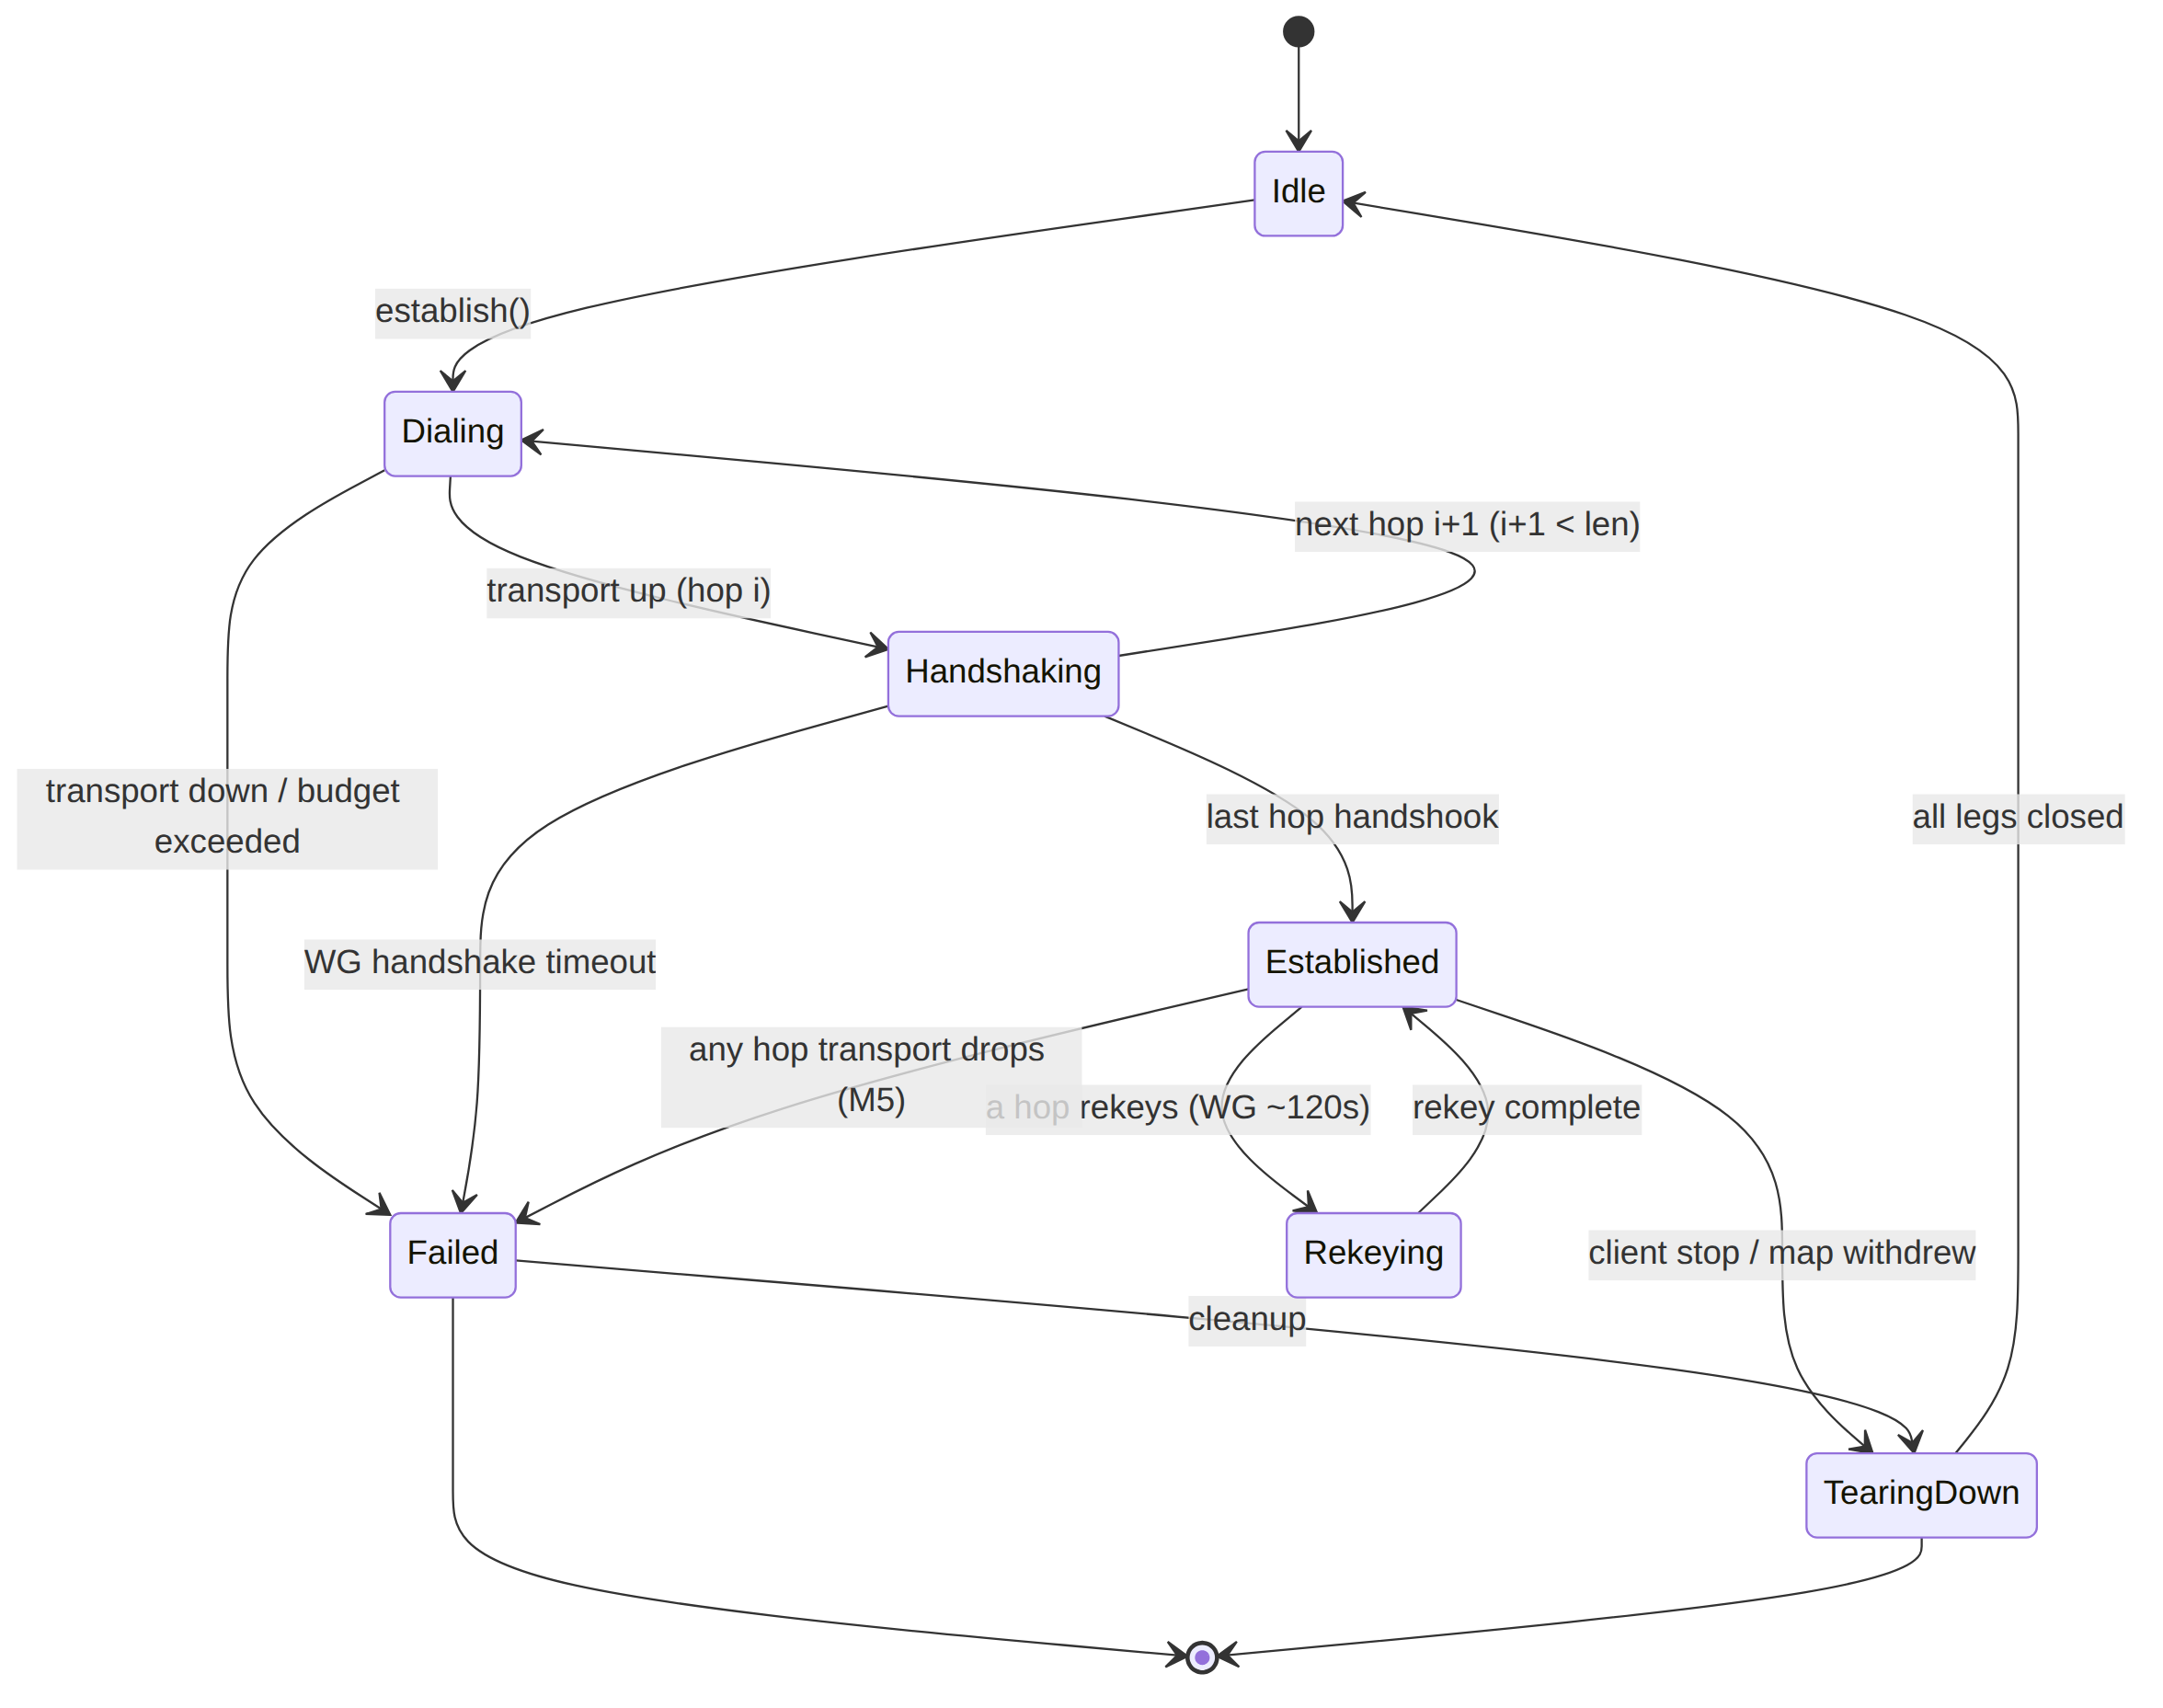 Idle
establish()
Dialing
next hop i+1 (i+1 < len)
transport up (hop i)
Handshaking
transport down / budget
exceeded
last hop handshook
all legs closed
WG handshake timeout
Established
any hop transport drops
(M5)
a hop rekeys (WG ~120s)
rekey complete
Failed
Rekeying
client stop / map withdrew
cleanup
TearingDown